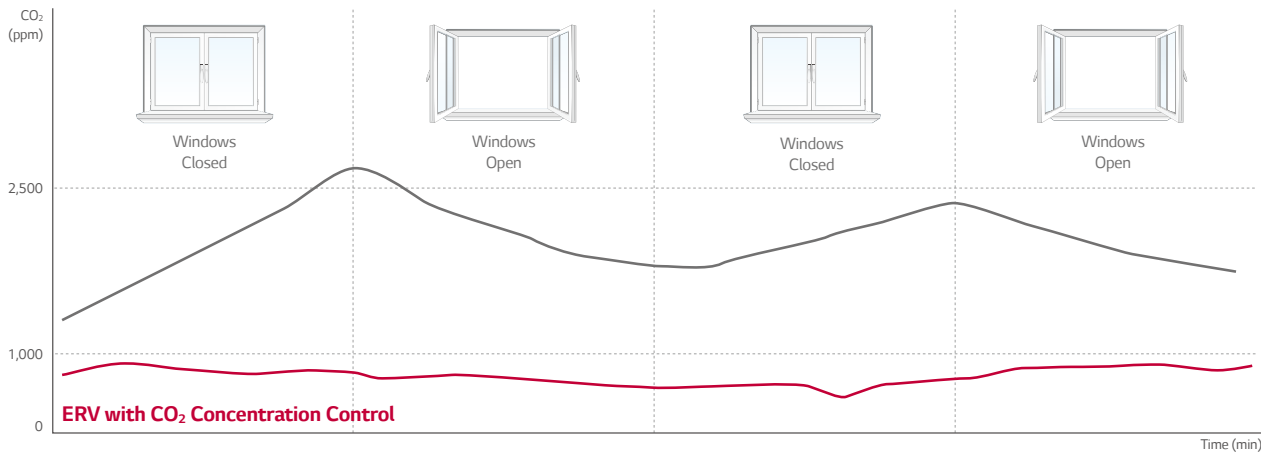 CO₂
(ppm)
Windows
Closed
Windows
Open
Windows
Closed
Windows
Open
2,500
1,000
ERV with CO₂ Concentration Control
0
Time (min)